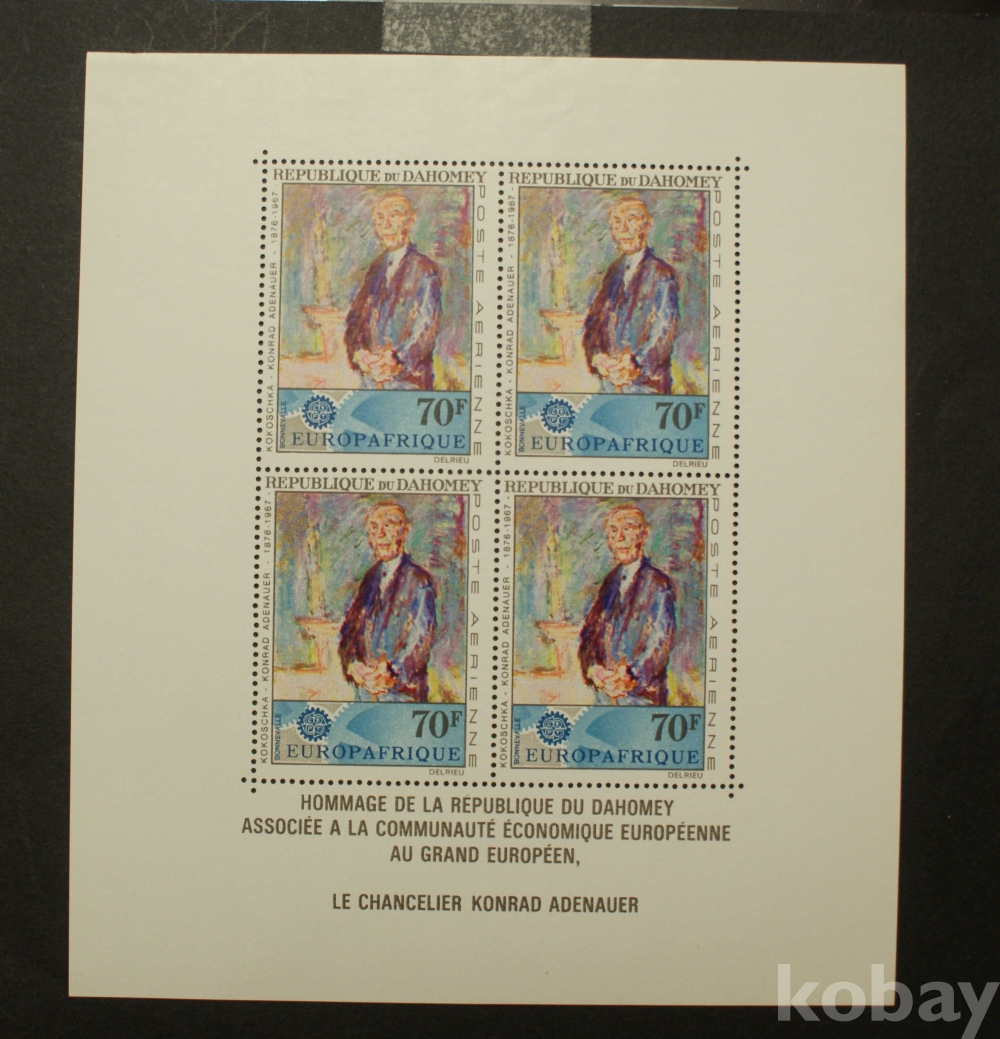 REPUBLIQUE DU DAHOMEY
POSTE AERIENNE
KOKOSCHKA - KONRAD ADENAUER - 1876-1967 -
BONNEVALLE
70F
EUROPAFRIQUE
DELRIEU
REPUBLIQUE DU DAHOMEY
POSTE AERIENNE
KOKOSCHKA - KONRAD ADENAUER - 1876-1967 -
BONNEVALLE
70F
EUROPAFRIQUE
DELRIEU
REPUBLIQUE DU DAHOMEY
POSTE AERIENNE
KOKOSCHKA - KONRAD ADENAUER - 1876-1967 -
BONNEVALLE
70F
EUROPAFRIQUE
DELRIEU
REPUBLIQUE DU DAHOMEY
POSTE AERIENNE
KOKOSCHKA - KONRAD ADENAUER - 1876-1967 -
BONNEVALLE
70F
EUROPAFRIQUE
DELRIEU
HOMMAGE DE LA RÉPUBLIQUE DU DAHOMEY
ASSOCIÉE A LA COMMUNAUTÉ ÉCONOMIQUE EUROPÉENNE
AU GRAND EUROPÉEN,
LE CHANCELIER KONRAD ADENAUER
kobay